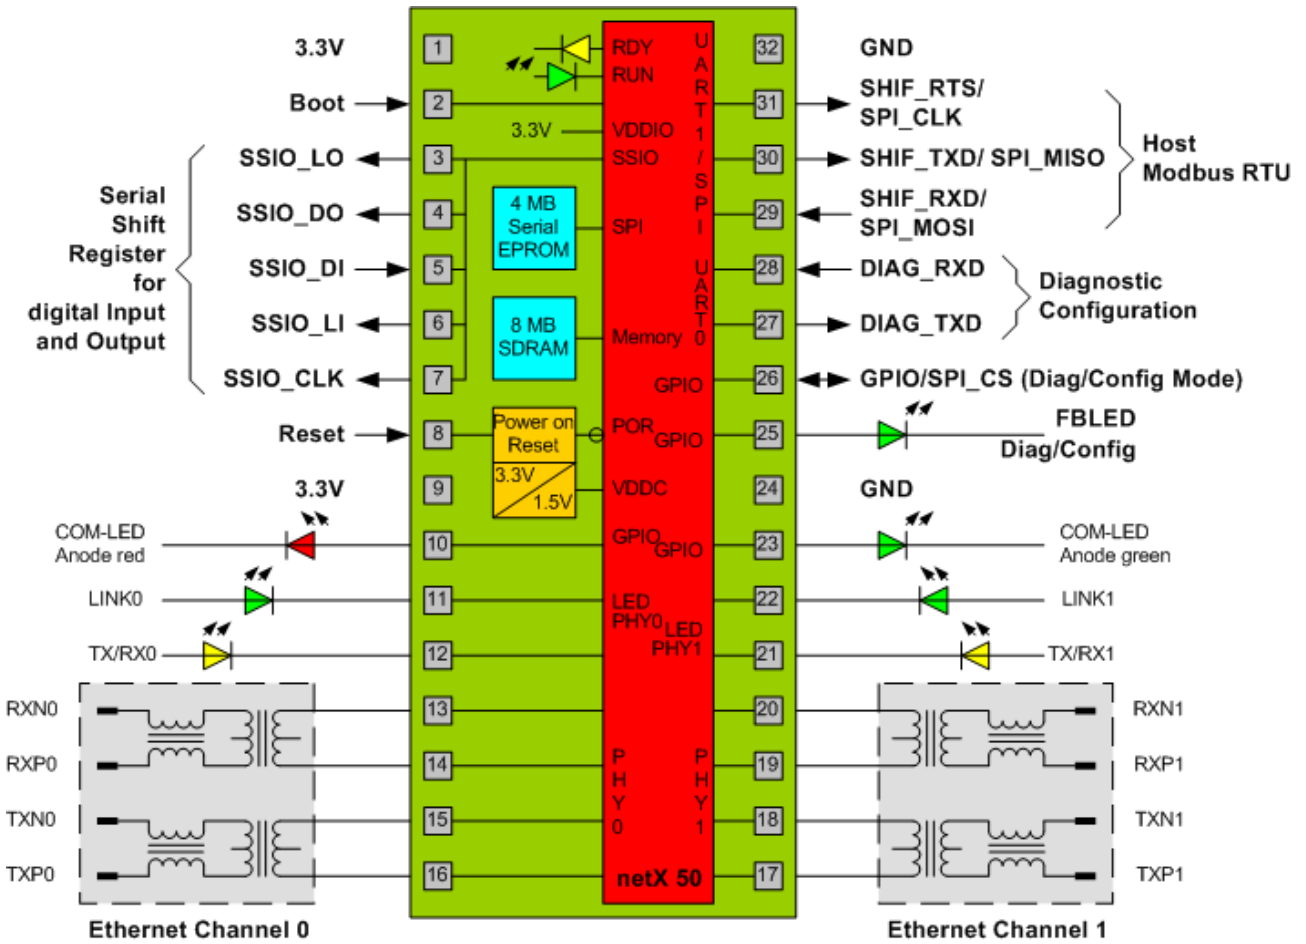 3.3V
Boot
SSIO_LO
SSIO_DO
SSIO_DI
SSIO_LI
SSIO_CLK
Serial
Shift
Register
for
digital Input
and Output
Reset
3.3V
COM-LED
Anode red
LINK0
TX/RX0
RXN0
RXP0
TXN0
TXP0
Ethernet Channel 0
1
2
3
4
5
6
7
8
9
10
11
12
13
14
15
16
RDY
RUN
3.3V
VDDIO
SSIO
4 MB
Serial
EPROM
SPI
8 MB
SDRAM
Memory
Power on
Reset
3.3V
1.5V
POR
VDDC
GPIO
LED
PHY0
PHY0
UART1/SPI
UART0
GPIO
GPIO
GPIO
LED
PHY1
PHY1
netX 50
32
31
30
29
28
27
26
25
24
23
22
21
20
19
18
17
GND
SHIF_RTS/
SPI_CLK
SHIF_TXD/ SPI_MISO
SHIF_RXD/
SPI_MOSI
Host
Modbus RTU
DIAG_RXD
DIAG_TXD
Diagnostic
Configuration
GPIO/SPI_CS (Diag/Config Mode)
FBLED
Diag/Config
GND
COM-LED
Anode green
LINK1
TX/RX1
RXN1
RXP1
TXN1
TXP1
Ethernet Channel 1